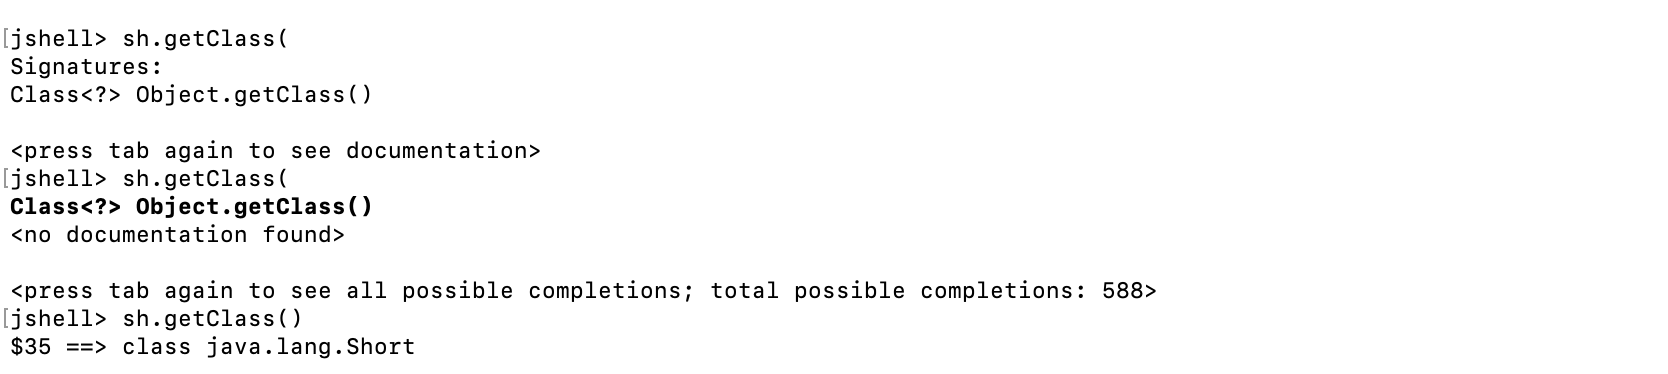 [jshell> sh.getClass(
Signatures:
Class<?> Object.getClass()
<press tab again to see documentation>
[jshell> sh.getClass(
Class<?> Object.getClass()
<no documentation found>
<press tab again to see all possible completions; total possible completions: 588>
[jshell> sh.getClass()
$35 ==> class java.lang.Short